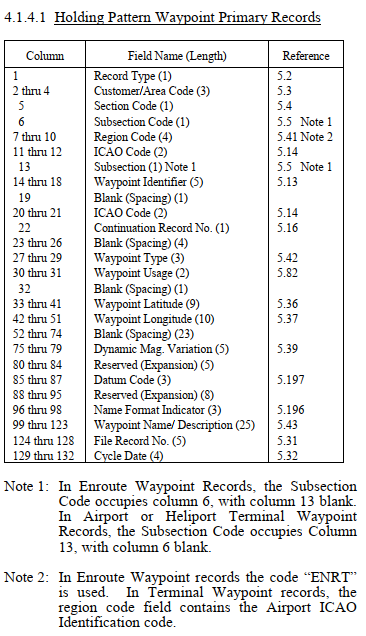 4.1.4.1 Holding Pattern Waypoint Primary Records
Column Field Name (Length) Reference
1 Record Type (1) 5.2
2 thru 4 Customer/Area Code (3) 5.3
5 Section Code (1) 5.4
6 Subsection Code (1) 5.5 Note 1
7 thru 10 Region Code (4) 5.41 Note 2
11 thru 12 ICAO Code (2) 5.14
13 Subsection (1) Note 1 5.5 Note 1
14 thru 18 Waypoint Identifier (5) 5.13
19 Blank (Spacing) (1)
20 thru 21 ICAO Code (2) 5.14
22 Continuation Record No. (1) 5.16
23 thru 26 Blank (Spacing) (4)
27 thru 29 Waypoint Type (3) 5.42
30 thru 31 Waypoint Usage (2) 5.82
32 Blank (Spacing) (1)
33 thru 41 Waypoint Latitude (9) 5.36
42 thru 51 Waypoint Longitude (10) 5.37
52 thru 74 Blank (Spacing) (23)
75 thru 79 Dynamic Mag. Variation (5) 5.39
80 thru 84 Reserved (Expansion) (5)
85 thru 87 Datum Code (3) 5.197
88 thru 95 Reserved (Expansion) (8)
96 thru 98 Name Format Indicator (3) 5.196
99 thru 123 Waypoint Name/ Description (25) 5.43
124 thru 128 File Record No. (5) 5.31
129 thru 132 Cycle Date (4) 5.32
Note 1: In Enroute Waypoint Records, the Subsection
Code occupies column 6, with column 13 blank.
In Airport or Heliport Terminal Waypoint
Records, the Subsection Code occupies Column
13, with column 6 blank.
Note 2: In Enroute Waypoint records the code “ENRT”
is used. In Terminal Waypoint records, the
region code field contains the Airport ICAO
Identification code.